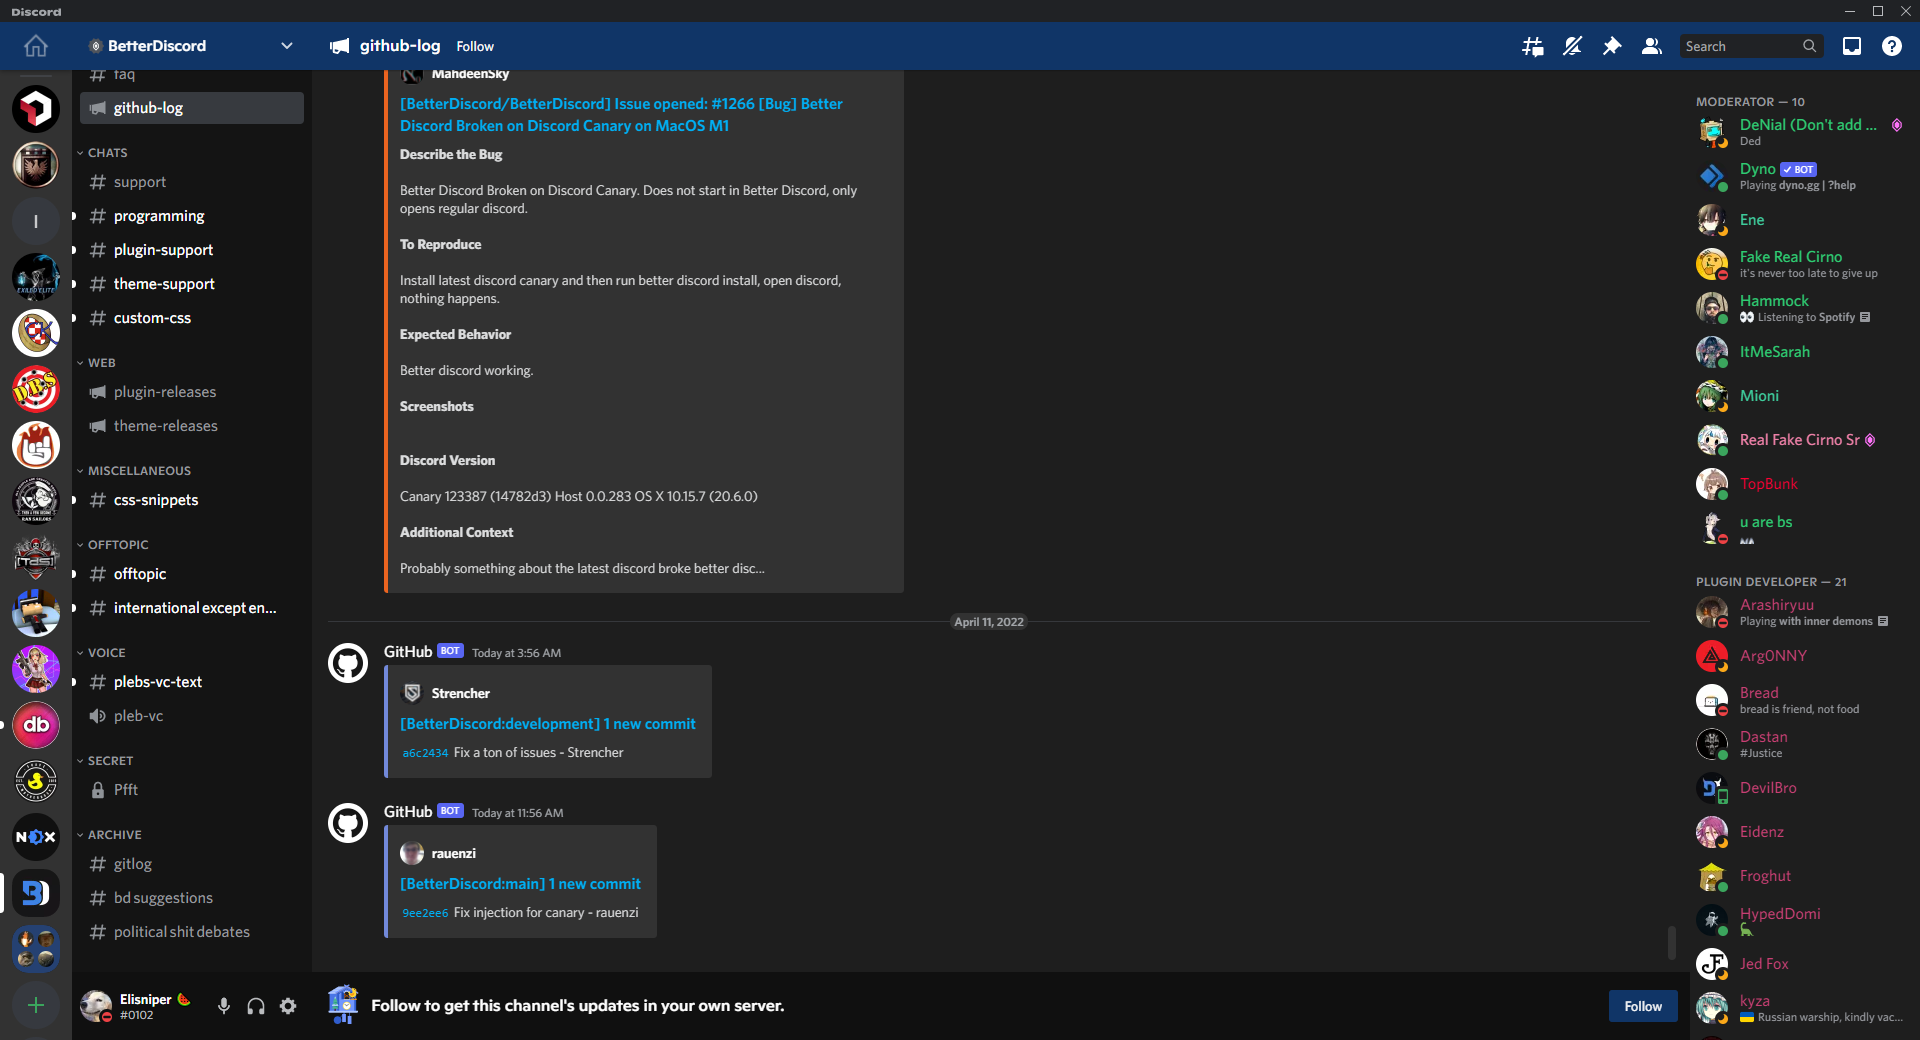 Discord
BetterDiscord
github-log
Follow
Search
faq
github-log
CHATS
support
programming
plugin-support
theme-support
custom-css
WEB
plugin-releases
theme-releases
MISCELLANEOUS
css-snippets
OFFTOPIC
offtopic
international except en...
VOICE
plebs-vc-text
pleb-vc
SECRET
Pfft
ARCHIVE
gitlog
bd suggestions
political shit debates
I
EXILED ELITE
DBS
[TdS]
db
NOX
Elisniper
#0102
MahdeenSky
[BetterDiscord/BetterDiscord] Issue opened: #1266 [Bug] Better
Discord Broken on Discord Canary on MacOS M1
Describe the Bug
Better Discord Broken on Discord Canary. Does not start in Better Discord, only
opens regular discord.
To Reproduce
Install latest discord canary and then run better discord install, open discord,
nothing happens.
Expected Behavior
Better discord working.
Screenshots
Discord Version
Canary 123387 (14782d3) Host 0.0.283 OS X 10.15.7 (20.6.0)
Additional Context
Probably something about the latest discord broke better disc...
April 11, 2022
GitHub BOT Today at 3:56 AM
Strencher
[BetterDiscord:development] 1 new commit
a6c2434 Fix a ton of issues - Strencher
GitHub BOT Today at 11:56 AM
rauenzi
[BetterDiscord:main] 1 new commit
9ee2ee6 Fix injection for canary - rauenzi
Follow to get this channel's updates in your own server.
Follow
MODERATOR — 10
DeNial (Don't add ...
Ded
Dyno BOT
Playing dyno.gg | ?help
Ene
Fake Real Cirno
it's never too late to give up
Hammock
Listening to Spotify
ItMeSarah
Mioni
Real Fake Cirno Sr
TopBunk
u are bs
PLUGIN DEVELOPER — 21
Arashiryuu
Playing with inner demons
Arg0NNY
Bread
bread is friend, not food
Dastan
#Justice
DevilBro
Eidenz
Froghut
HypedDomi
Jed Fox
kyza
Russian warship, kindly vac...